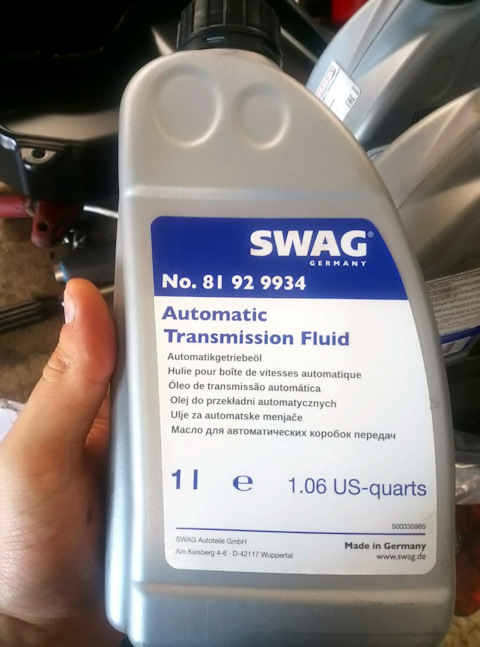 SWAG®
GERMANY
No. 81 92 9934
Automatic
Transmission Fluid
Automatikgetriebeöl
Hulie pour boîte de vitesses automatique
Óleo de transmissão automática
Olej do przekładni automatycznych
Ulje za automatske menjače
Масло для автоматических коробок передач
1 l e 1.06 US-quarts
500335985
SWAG Autoteile GmbH
Am Kiesberg 4-6 · D-42117 Wuppertal
Made in Germany
www.swag.de
EAC